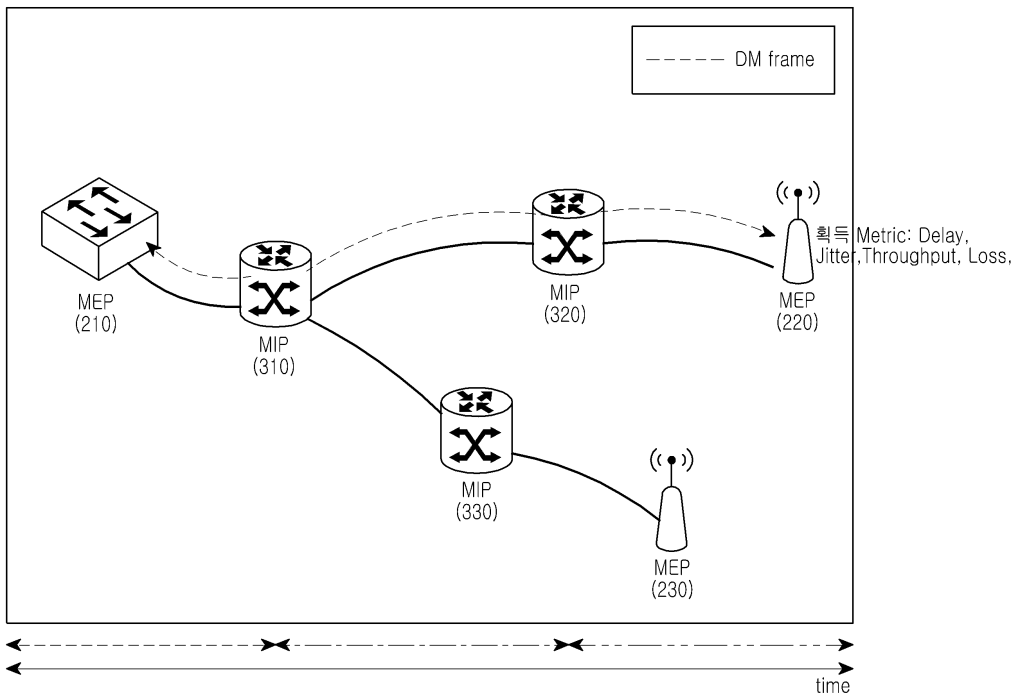 DM frame
획득 Metric: Delay,
Jitter,Throughput, Loss,
MEP
(210)
MIP
(310)
MIP
(320)
MEP
(220)
MIP
(330)
MEP
(230)
time